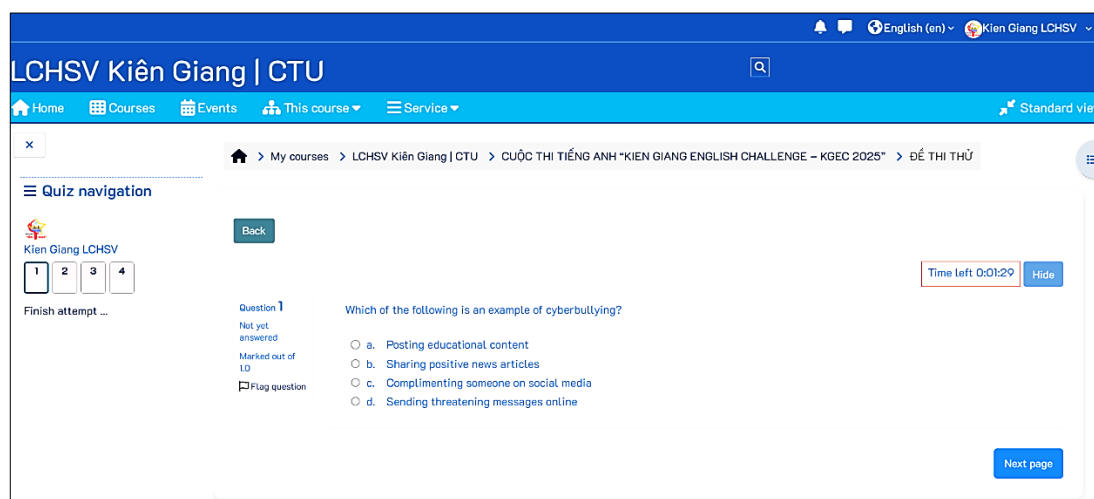 English (en)
Kien Giang LCHSV
LCHSV Kiên Giang | CTU
Home
Courses
Events
This course
Service
Standard vie
×
My courses > LCHSV Kiên Giang | CTU > CUỘC THI TIẾNG ANH “KIEN GIANG ENGLISH CHALLENGE – KGEC 2025” > ĐỀ THI THỬ
Quiz navigation
Kien Giang LCHSV
1 2 3 4
Finish attempt ...
Back
Time left 0:01:29
Hide
Question 1
Not yet
answered
Marked out of
1.0
Flag question
Which of the following is an example of cyberbullying?
a. Posting educational content
b. Sharing positive news articles
c. Complimenting someone on social media
d. Sending threatening messages online
Next page